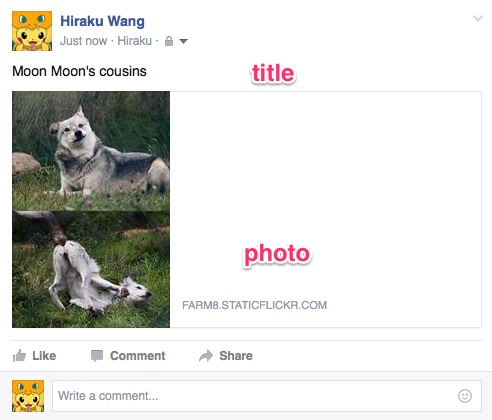 Hiraku Wang
Just now · Hiraku ·
Moon Moon's cousins
title
photo
FARM8.STATICFLICKR.COM
Like Comment Share
Write a comment...